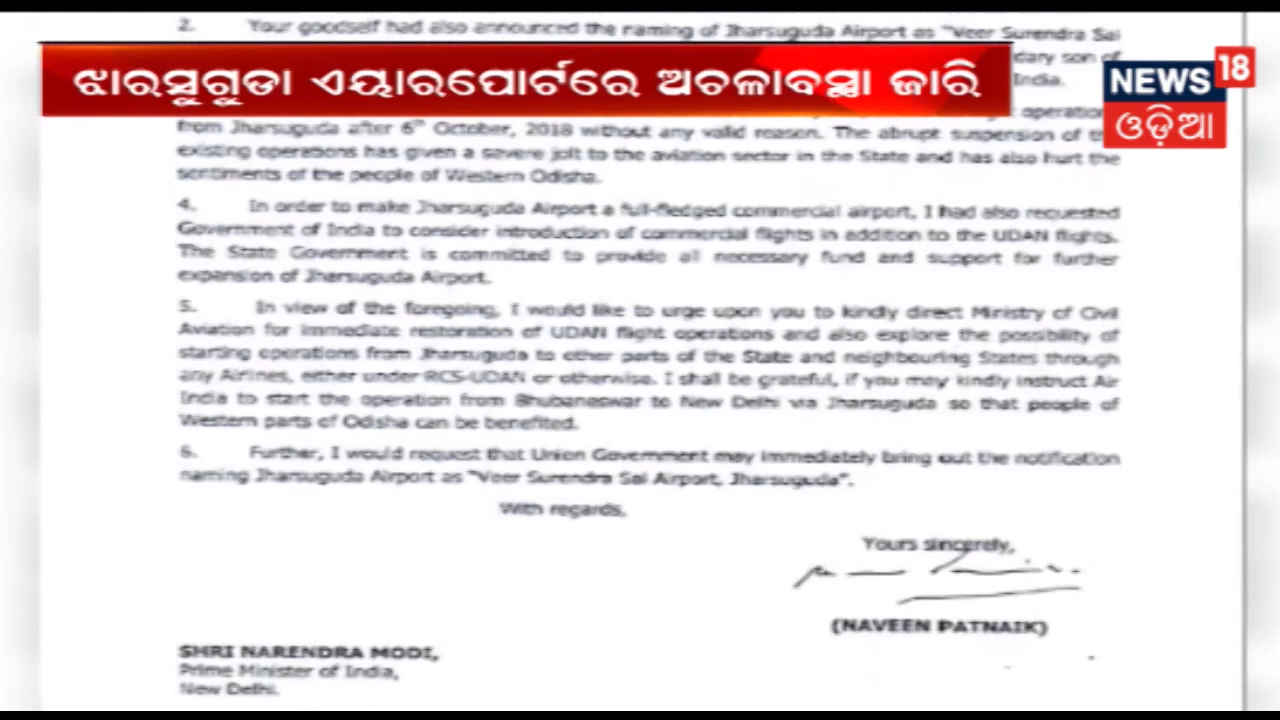 2. Your goodself had also announced the naming of Jharsuguda Airport as "Veer Surendra Sai
ଝାରସୁଗୁଡା ଏୟାରପୋର୍ଟରେ ଅଚଳାବସ୍ଥା ଜାରି
dary son of
India.
NEWS 18
ଓଡ଼ିଆ
operation
from Jharsuguda after 6th October, 2018 without any valid reason. The abrupt suspension of the
existing operations has given a severe jolt to the aviation sector in the State and has also hurt the
sentiments of the people of Western Odisha.
4. In order to make Jharsuguda Airport a full-fledged commercial airport, I had also requested
Government of India to consider introduction of commercial flights in addition to the UDAN flights.
The State Government is committed to provide all necessary fund and support for further
expansion of Jharsuguda Airport.
5. In view of the foregoing, I would like to urge upon you to kindly direct Ministry of Civil
Aviation for immediate restoration of UDAN flight operations and also explore the possibility of
starting operations from Jharsuguda to other parts of the State and neighbouring States through
any Airlines, either under RCS-UDAN or otherwise. I shall be grateful, if you may kindly instruct Air
India to start the operation from Bhubaneswar to New Delhi via Jharsuguda so that people of
Western parts of Odisha can be benefited.
6. Further, I would request that Union Government may immediately bring out the notification
naming Jharsuguda Airport as "Veer Surendra Sai Airport, Jharsuguda".
With regards,
Yours sincerely,
(NAVEEN PATNAIK)
SHRI NARENDRA MODI,
Prime Minister of India,
New Delhi.